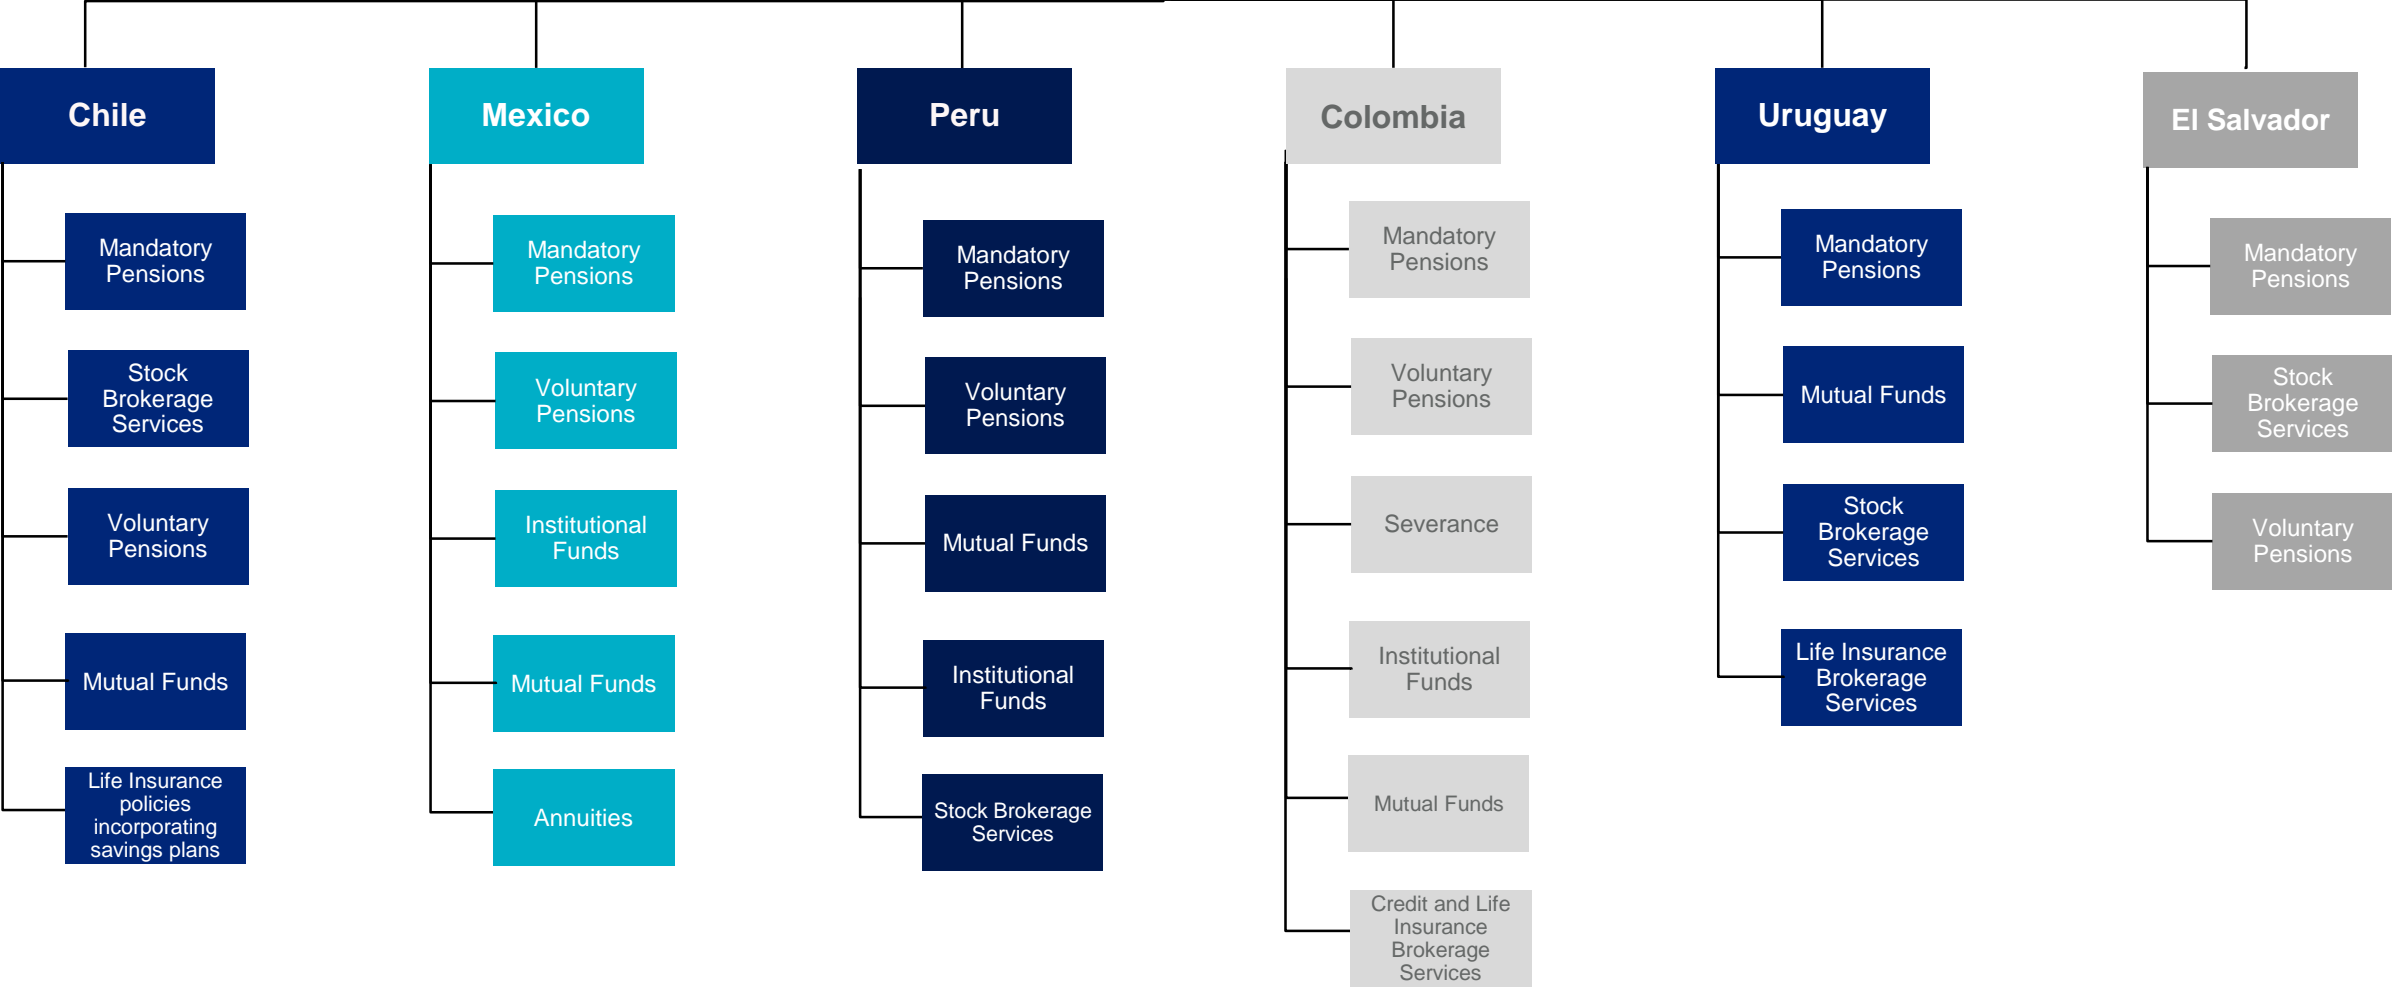 Chile
Mandatory
Pensions
Stock
Brokerage
Services
Voluntary
Pensions
Mutual Funds
Life Insurance
policies
incorporating
savings plans
Mexico
Mandatory
Pensions
Voluntary
Pensions
Institutional
Funds
Mutual Funds
Annuities
Peru
Mandatory
Pensions
Voluntary
Pensions
Mutual Funds
Institutional
Funds
Stock Brokerage
Services
Colombia
Mandatory
Pensions
Voluntary
Pensions
Severance
Institutional
Funds
Mutual Funds
Credit and Life
Insurance
Brokerage
Services
Uruguay
Mandatory
Pensions
Mutual Funds
Stock
Brokerage
Services
Life Insurance
Brokerage
Services
El Salvador
Mandatory
Pensions
Stock
Brokerage
Services
Voluntary
Pensions